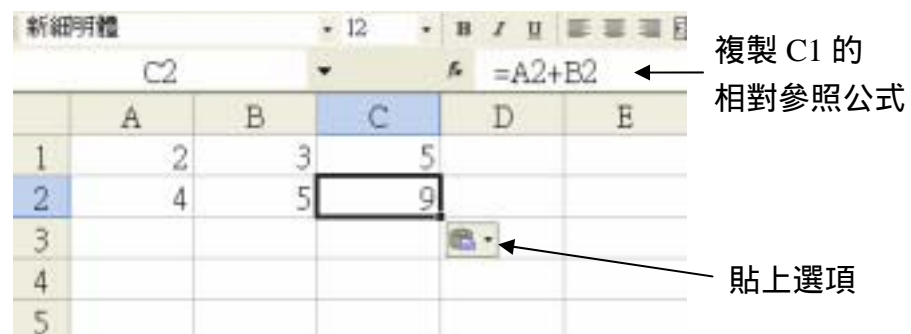 新細明體 12 B I U
複製 C1 的
相對參照公式
C2 =A2+B2
A B C D E
1 2 3 5
2 4 5 9
3
4
5
貼上選項